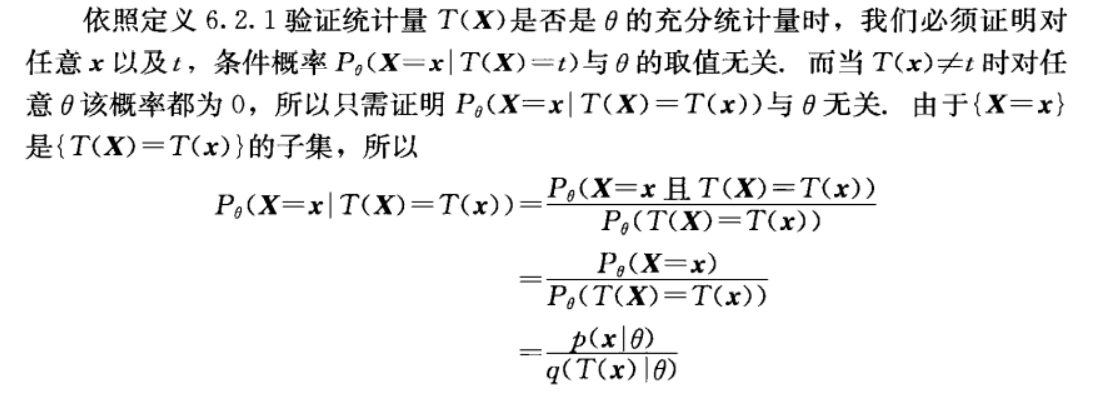 依照定义 6.2.1 验证统计量 T(X)是否是 θ 的充分统计量时，我们必须证明对
任意 x 以及 t，条件概率 P_θ(X=x|T(X)=t)与 θ 的取值无关. 而当 T(x)≠t 时对任
意 θ 该概率都为 0，所以只需证明 P_θ(X=x|T(X)=T(x))与 θ 无关. 由于{X=x}
是{T(X)=T(x)}的子集，所以
P_θ(X=x|T(X)=T(x))=P_θ(X=x 且 T(X)=T(x))/P_θ(T(X)=T(x))
=P_θ(X=x)/P_θ(T(X)=T(x))
=p(x|θ)/q(T(x)|θ)